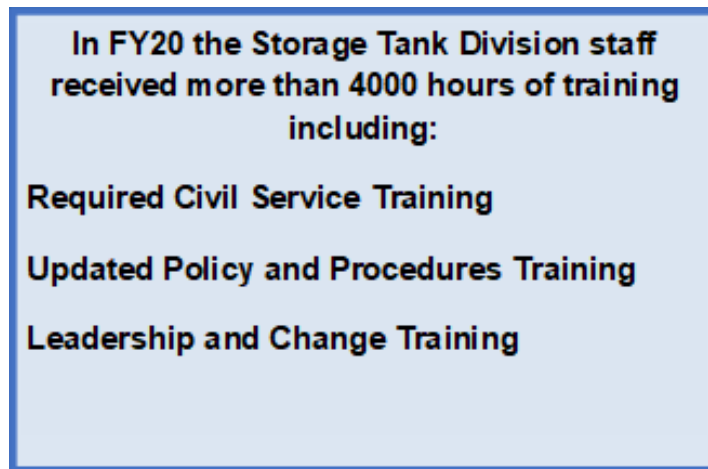 In FY20 the Storage Tank Division staff
received more than 4000 hours of training
including:
Required Civil Service Training
Updated Policy and Procedures Training
Leadership and Change Training